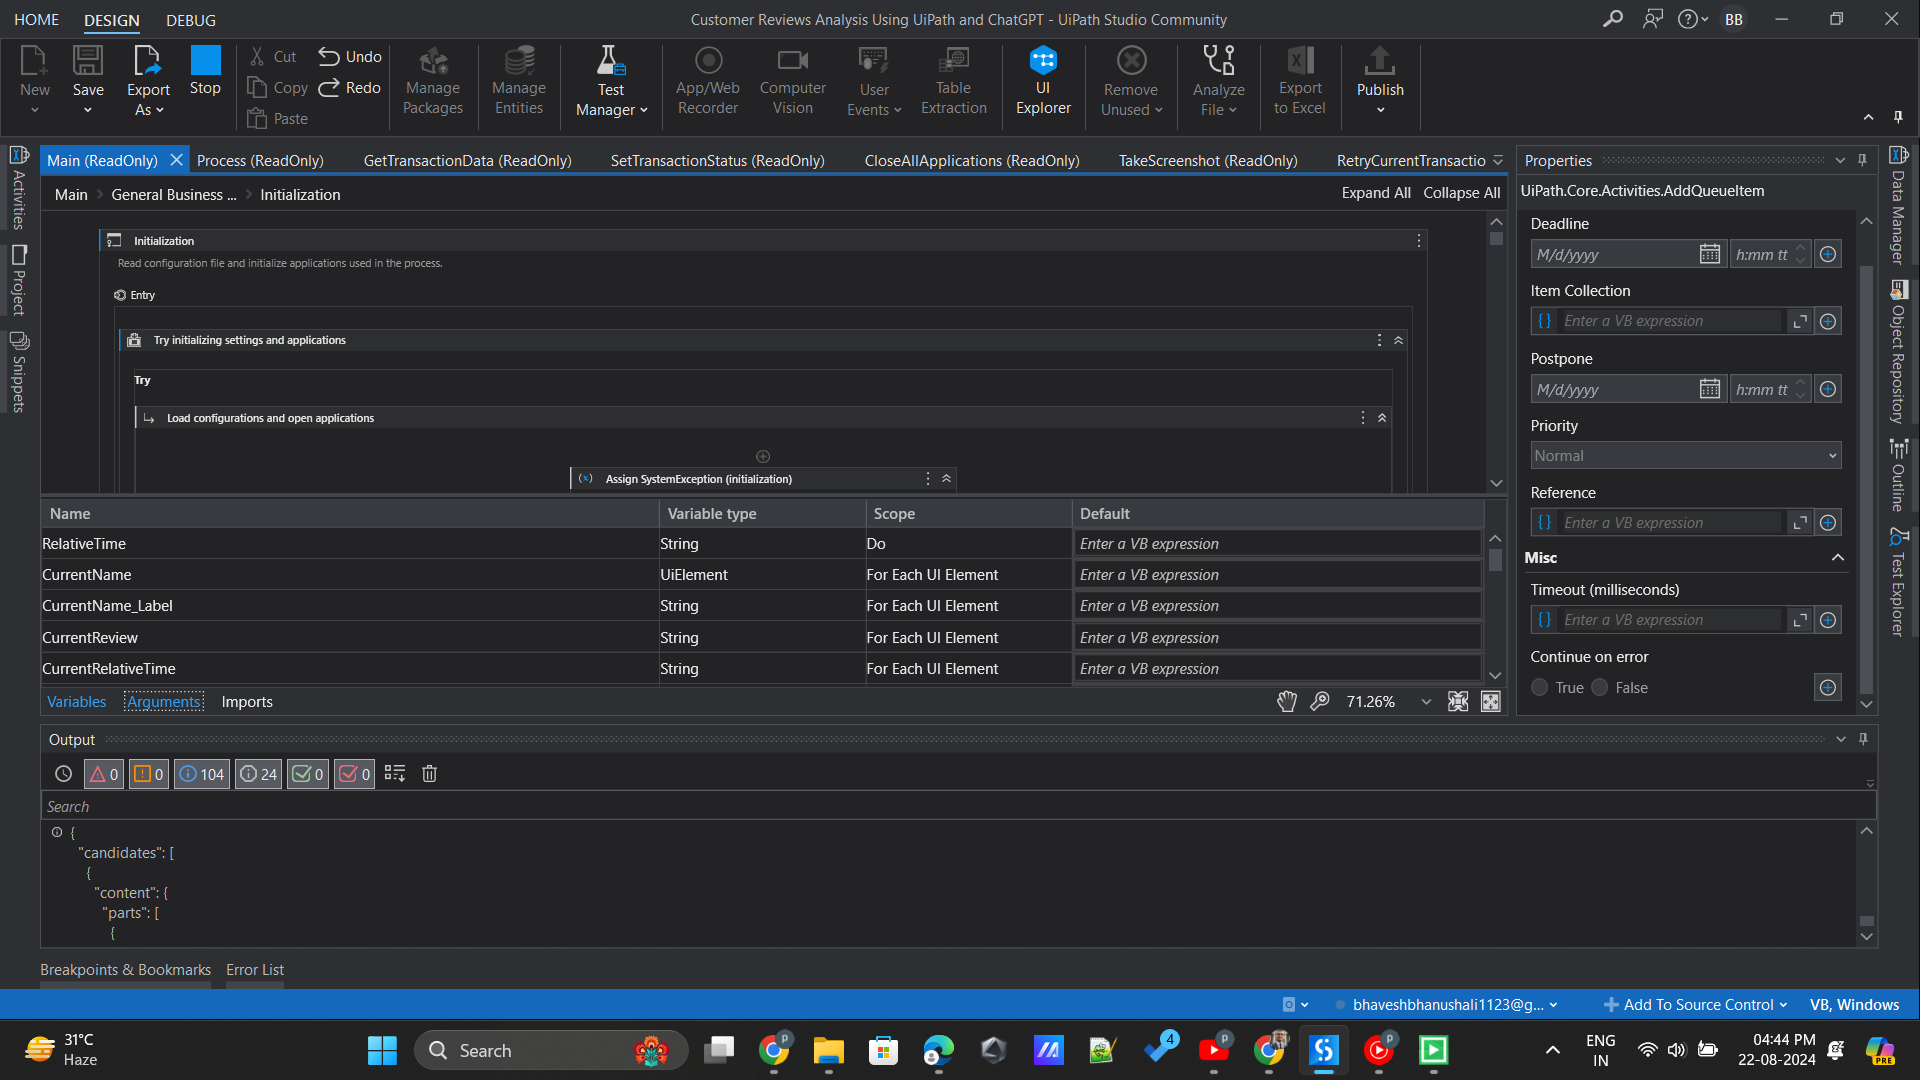 HOME DESIGN DEBUG
Customer Reviews Analysis Using UiPath and ChatGPT - UiPath Studio Community
BB
New
Save
Export As
Stop
Cut
Copy
Paste
Undo
Redo
Manage Packages
Manage Entities
Test Manager
App/Web Recorder
Computer Vision
User Events
Table Extraction
UI Explorer
Remove Unused
Analyze File
Export to Excel
Publish
Activities
Project
Snippets
Main (ReadOnly) Process (ReadOnly) GetTransactionData (ReadOnly) SetTransactionStatus (ReadOnly) CloseAllApplications (ReadOnly) TakeScreenshot (ReadOnly) RetryCurrentTransactio
Main > General Business ... > Initialization
Expand All Collapse All
Initialization
Read configuration file and initialize applications used in the process.
Entry
Try initializing settings and applications
Try
Load configurations and open applications
(x) Assign SystemException (initialization)
Name Variable type Scope Default
RelativeTime String Do Enter a VB expression
CurrentName UiElement For Each UI Element Enter a VB expression
CurrentName_Label String For Each UI Element Enter a VB expression
CurrentReview String For Each UI Element Enter a VB expression
CurrentRelativeTime String For Each UI Element Enter a VB expression
Variables Arguments Imports
71.26%
Properties
UiPath.Core.Activities.AddQueueItem
Deadline
M/d/yyyy h:mm tt
Item Collection
{} Enter a VB expression
Postpone
M/d/yyyy h:mm tt
Priority
Normal
Reference
{} Enter a VB expression
Misc
Timeout (milliseconds)
{} Enter a VB expression
Continue on error
True False
Data Manager
Object Repository
Outline
Test Explorer
Output
0 0 104 24 0 0
Search
{
"candidates": [
{
"content": {
"parts": [
{
Breakpoints & Bookmarks Error List
bhaveshbhanushali1123@g... Add To Source Control VB, Windows
31°C
Haze
Search
P
4
P
P
PRE
ENG
IN
04:44 PM
22-08-2024